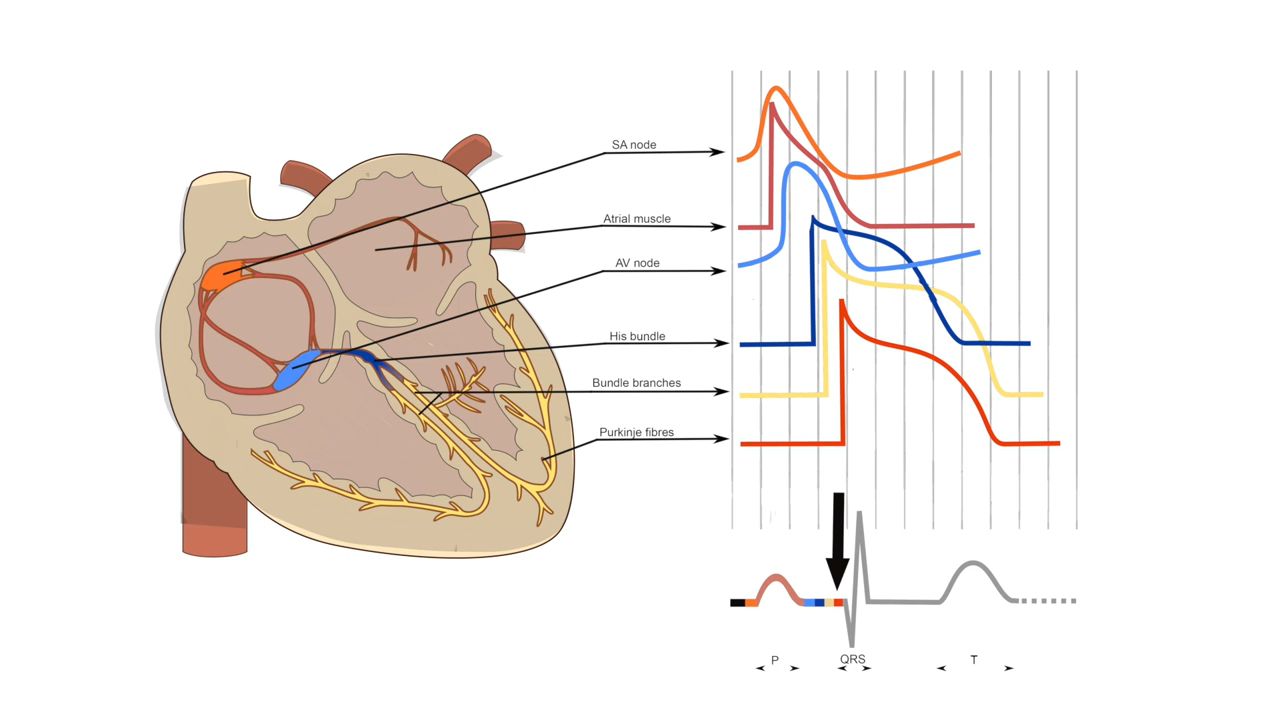 SA node
Atrial muscle
AV node
His bundle
Bundle branches
Purkinje fibres
P
QRS
T